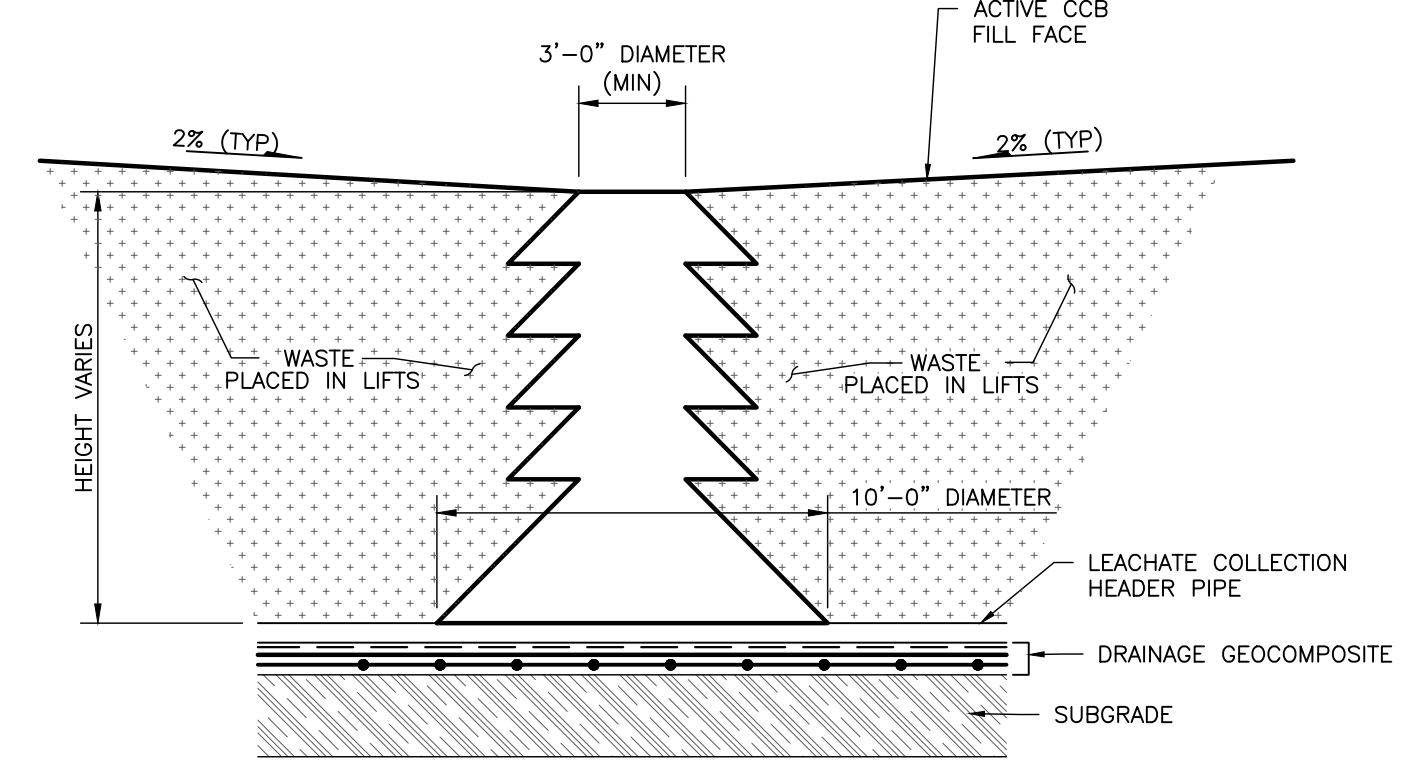 ACTIVE CCB
FILL FACE
3'-0" DIAMETER
(MIN)
2% (TYP)
2% (TYP)
HEIGHT VARIES
WASTE
PLACED IN LIFTS
WASTE
PLACED IN LIFTS
10'-0" DIAMETER
LEACHATE COLLECTION
HEADER PIPE
DRAINAGE GEOCOMPOSITE
SUBGRADE